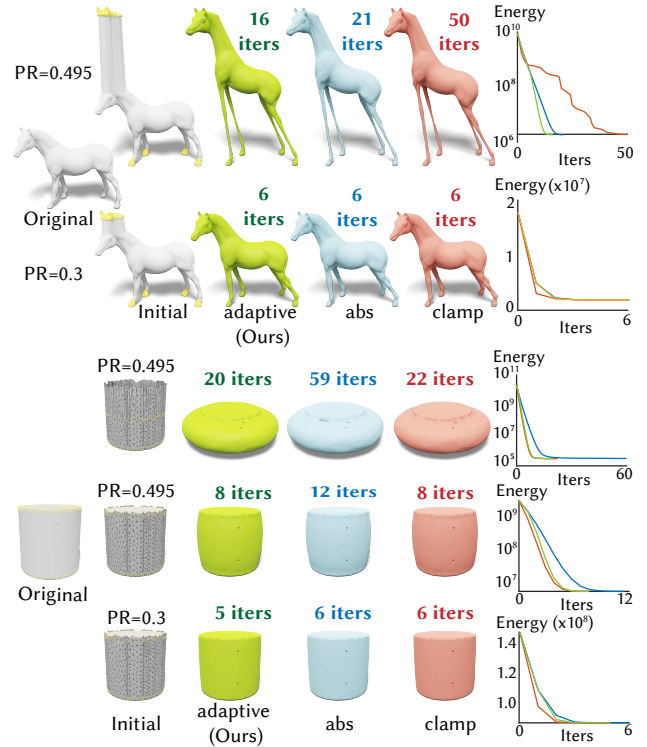 16 iters
21 iters
50 iters
Energy
PR=0.495
10^10
10^8
10^6
0
50
Iters
Original
6 iters
6 iters
6 iters
Energy (x10^7)
PR=0.3
2
1
0
0
6
Iters
Initial
adaptive (Ours)
abs
clamp
PR=0.495
20 iters
59 iters
22 iters
Energy
10^11
10^9
10^7
10^5
0
60
Iters
PR=0.495
8 iters
12 iters
8 iters
Energy
10^9
10^8
10^7
0
12
Iters
Original
PR=0.3
5 iters
6 iters
6 iters
Energy (x10^8)
1.4
1.2
1.0
0
6
Iters
Initial
adaptive (Ours)
abs
clamp